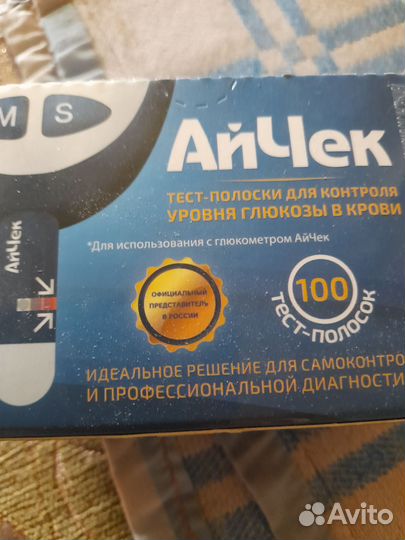 M S
АйЧек
ТЕСТ-ПОЛОСКИ ДЛЯ КОНТРОЛЯ
УРОВНЯ ГЛЮКОЗЫ В КРОВИ
*Для использования с глюкометром АйЧек
АйЧек
ОФИЦИАЛЬНЫЙ
ПРЕДСТАВИТЕЛЬ
В РОССИИ
100
ТЕСТ-ПОЛОСОК
ИДЕАЛЬНОЕ РЕШЕНИЕ ДЛЯ САМОКОНТРО
И ПРОФЕССИОНАЛЬНОЙ ДИАГНОСТИ
Avito